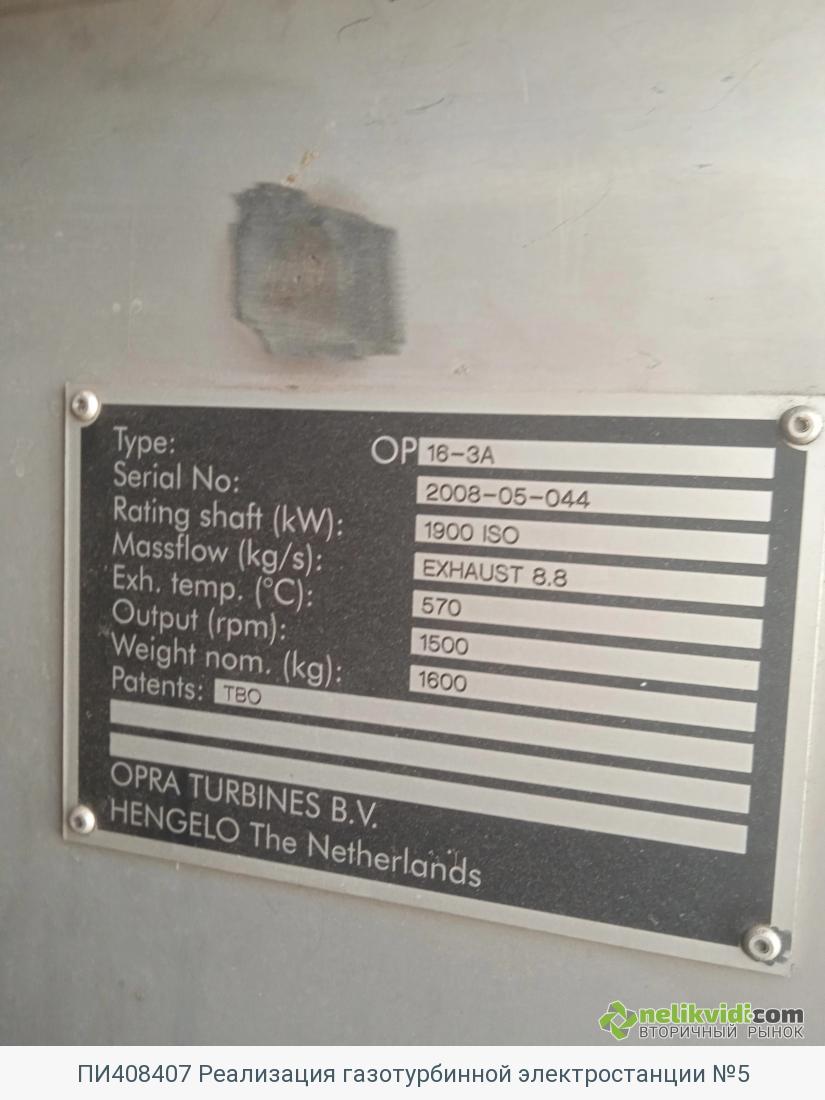 Type: OP 16-3A
Serial No: 2008-05-044
Rating shaft (kW): 1900 ISO
Massflow (kg/s): EXHAUST 8.8
Exh. temp. (°C): 570
Output (rpm): 1500
Weight nom. (kg): 1600
Patents: TBO
OPRA TURBINES B.V.
HENGELO The Netherlands
nelikvidi.com
ВТОРИЧНЫЙ РЫНОК
ПИ408407 Реализация газотурбинной электростанции №5